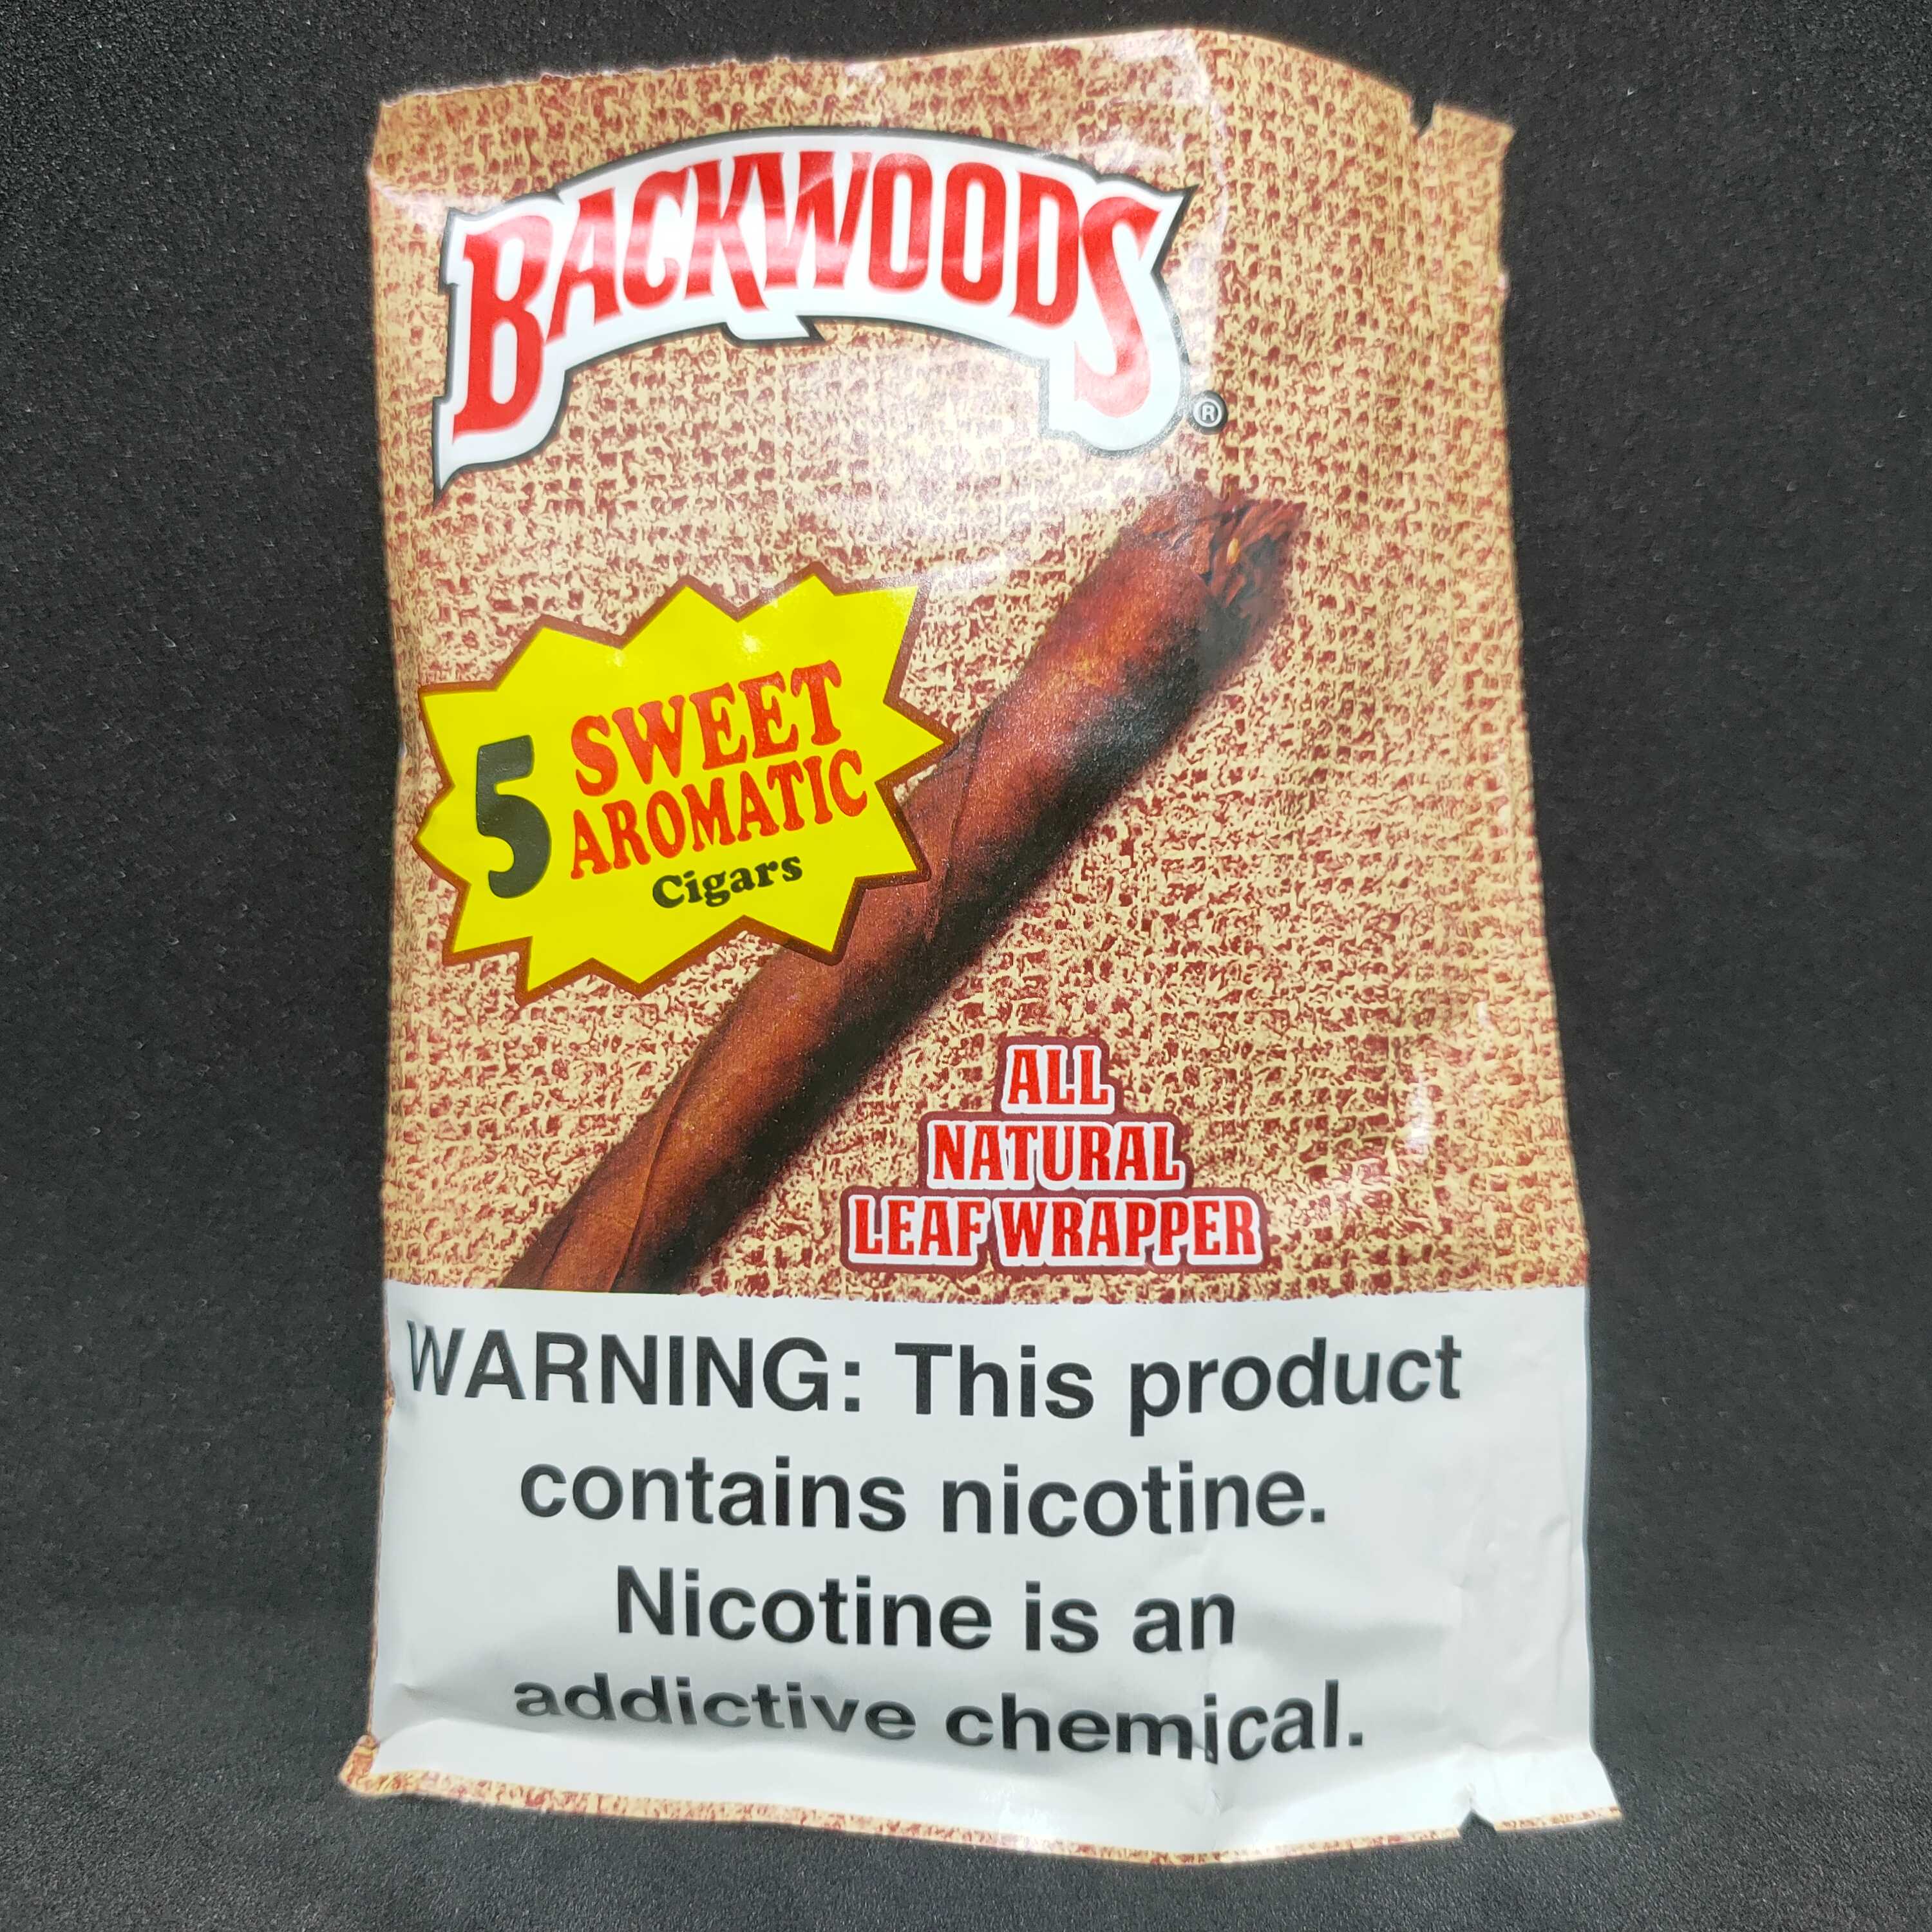 BACKWOODS®
5 SWEET
AROMATIC
Cigars
ALL
NATURAL
LEAF WRAPPER
WARNING: This product
contains nicotine.
Nicotine is an
addictive chemical.